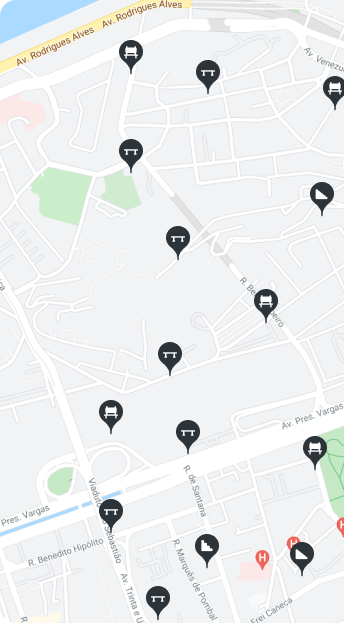 Av. Rodrigues Alves
Av. Rodrigues Alves
Av. Venezu
R. Be
eiro
Av. Pres. Vargas
Pres. Vargas
R. de Santana
Viaduto
Sebastião
R. Benedito Hipólito
R. Marquês de Pombal
Av. Trinta e U
Frei Caneca
H
H
H
R.